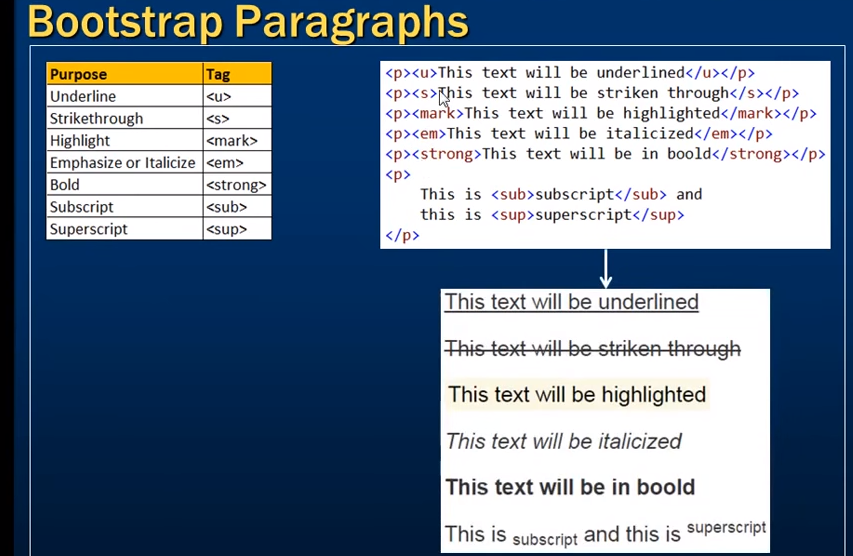 Bootstrap Paragraphs
Purpose Tag
Underline <u>
Strikethrough <s>
Highlight <mark>
Emphasize or Italicize <em>
Bold <strong>
Subscript <sub>
Superscript <sup>
<p><u>This text will be underlined</u></p>
<p><s>This text will be striken through</s></p>
<p><mark>This text will be highlighted</mark></p>
<p><em>This text will be italicized</em></p>
<p><strong>This text will be in boold</strong></p>
<p>
This is <sub>subscript</sub> and
this is <sup>superscript</sup>
</p>
This text will be underlined
This text will be striken through
This text will be highlighted
This text will be italicized
This text will be in boold
This is subscript and this is superscript